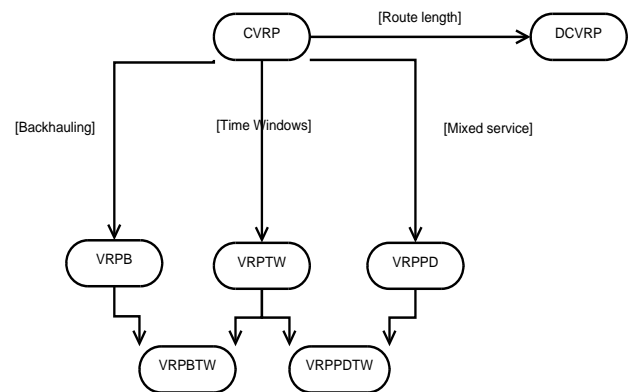 [Route length]
CVRP
DCVRP
[Backhauling]
[Time Windows]
[Mixed service]
VRPB
VRPTW
VRPPD
VRPBTW
VRPPDTW